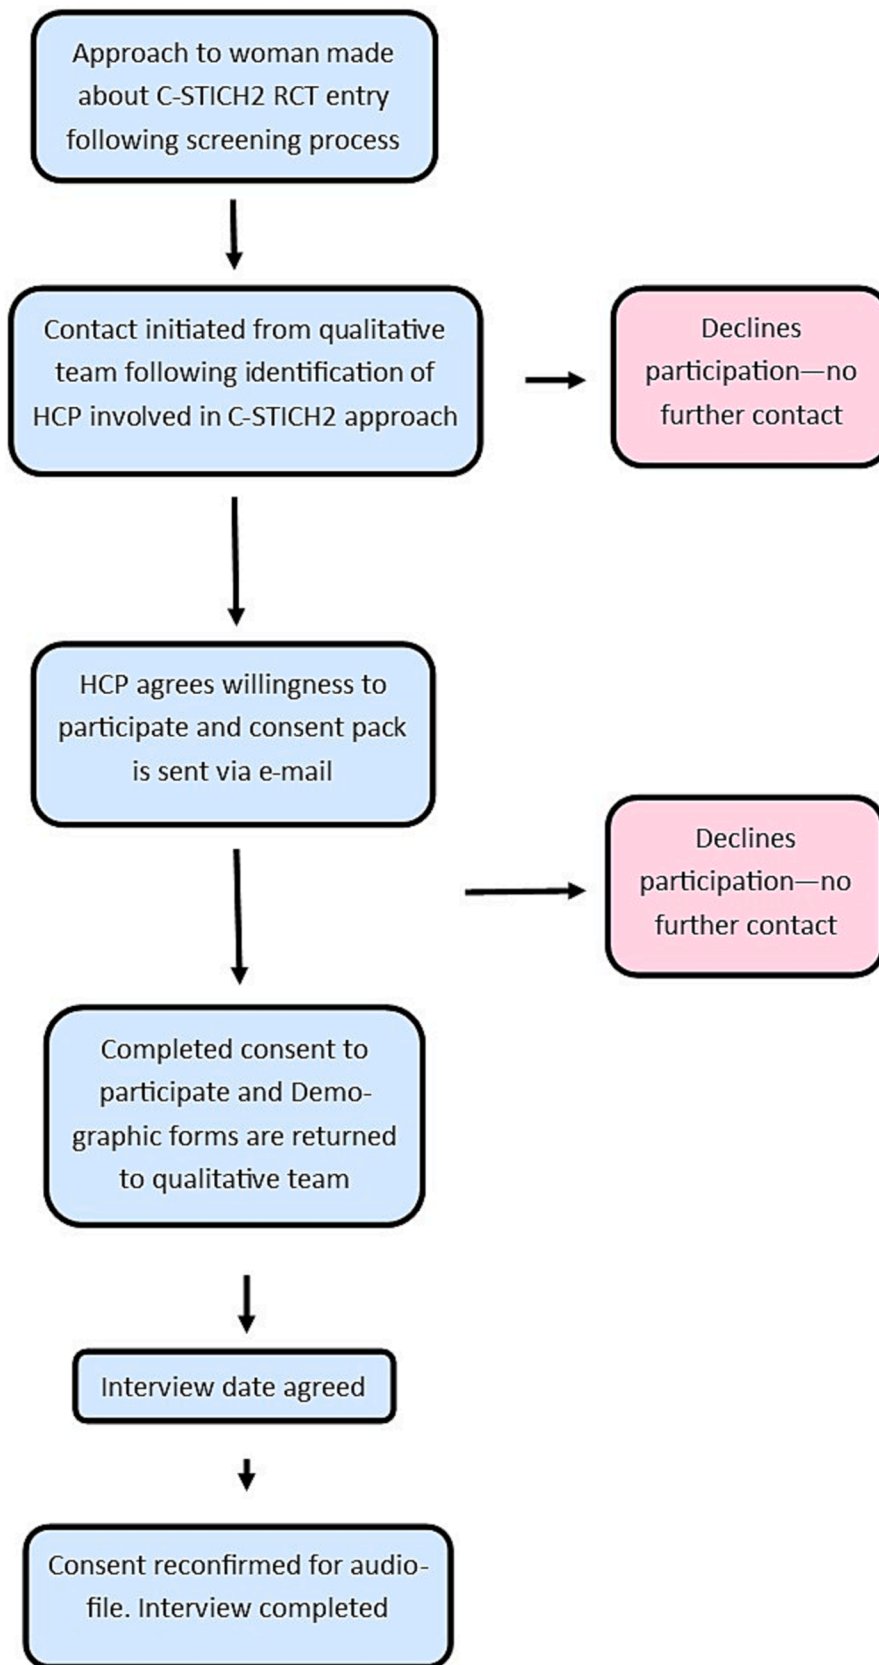 Approach to woman made
about C-STICH2 RCT entry
following screening process
Contact initiated from qualitative
team following identification of
HCP involved in C-STICH2 approach
Declines
participation—no
further contact
HCP agrees willingness to
participate and consent pack
is sent via e-mail
Declines
participation—no
further contact
Completed consent to
participate and Demo-
graphic forms are returned
to qualitative team
Interview date agreed
Consent reconfirmed for audio-
file. Interview completed